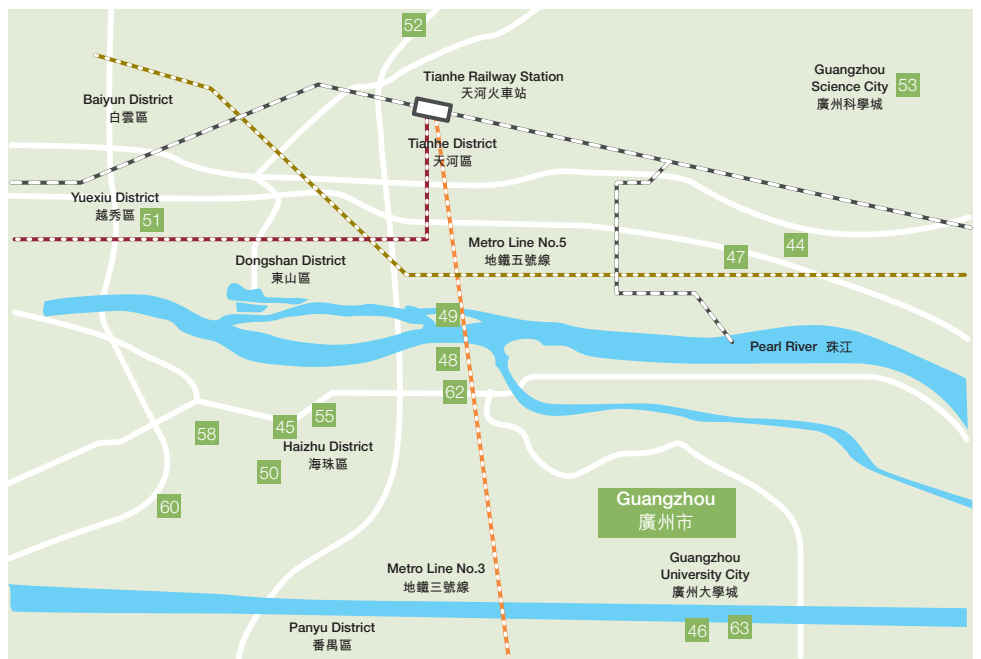 52
Tianhe Railway Station
天河火車站
Guangzhou
Science City
廣州科學城
53
Baiyun District
白雲區
Tianhe District
天河區
Yuexiu District
越秀區
51
Metro Line No.5
地鐵五號線
47
44
Dongshan District
東山區
49
Pearl River 珠江
48
62
55
45
58
Haizhu District
海珠區
50
60
Guangzhou
廣州市
Guangzhou
University City
廣州大學城
Metro Line No.3
地鐵三號線
46
63
Panyu District
番禺區